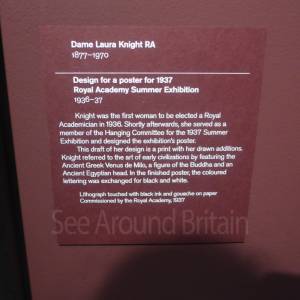 Dame Laura Knight RA
1877–1970
Design for a poster for 1937
Royal Academy Summer Exhibition
1936–37
Knight was the first woman to be elected a Royal
Academician in 1936. Shortly afterwards, she served as a
member of the Hanging Committee for the 1937 Summer
Exhibition and designed the exhibition's poster.
This draft of her design is a print with her drawn additions.
Knight referred to the art of early civilizations by featuring the
Ancient Greek Venus de Milo, a figure of the Buddha and an
Ancient Egyptian head. In the finished poster, the coloured
lettering was exchanged for black and white.
Lithograph touched with black ink and gouache on paper
Commissioned by the Royal Academy, 1937
See Around Britain